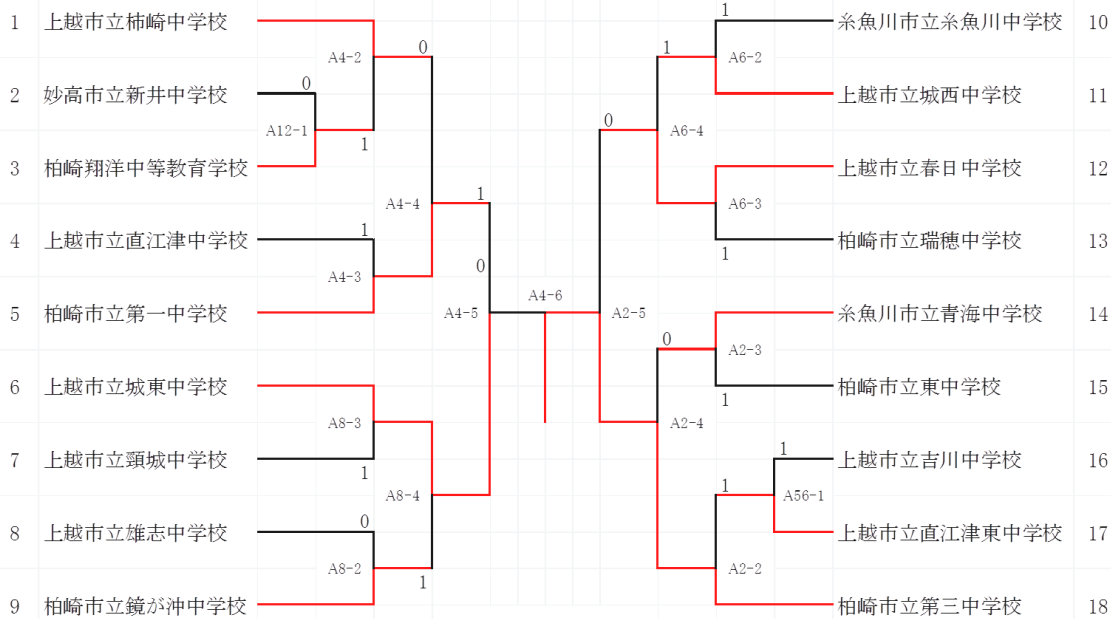 1 上越市立柿崎中学校
2 妙高市立新井中学校
3 柏崎翔洋中等教育学校
4 上越市立直江津中学校
5 柏崎市立第一中学校
6 上越市立城東中学校
7 上越市立頸城中学校
8 上越市立雄志中学校
9 柏崎市立鏡が沖中学校
A4-2
0
0
A12-1
1
A4-4
1
1
A4-3
0
A4-5
A8-3
1
A8-4
0
A8-2
1
A4-6
1
1
A6-2
0
A6-4
A6-3
1
A2-5
0
A2-3
1
A2-4
1
1
A56-1
A2-2
糸魚川市立糸魚川中学校 10
上越市立城西中学校 11
上越市立春日中学校 12
柏崎市立瑞穂中学校 13
糸魚川市立青海中学校 14
柏崎市立東中学校 15
上越市立吉川中学校 16
上越市立直江津東中学校 17
柏崎市立第三中学校 18